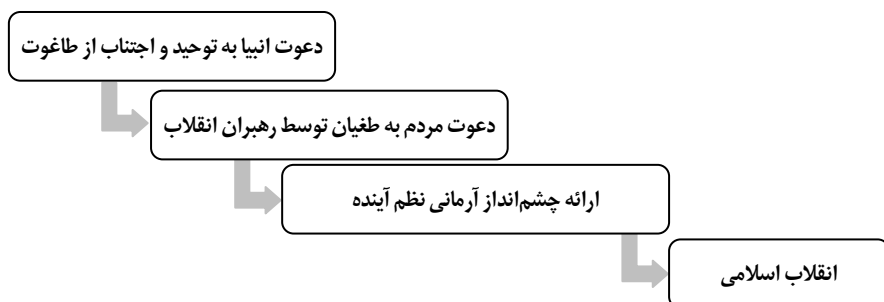 دعوت انبیا به توحید و اجتناب از طاغوت
دعوت مردم به طغیان توسط رهبران انقلاب
ارائه چشم‌انداز آرمانی نظم آینده
انقلاب اسلامی